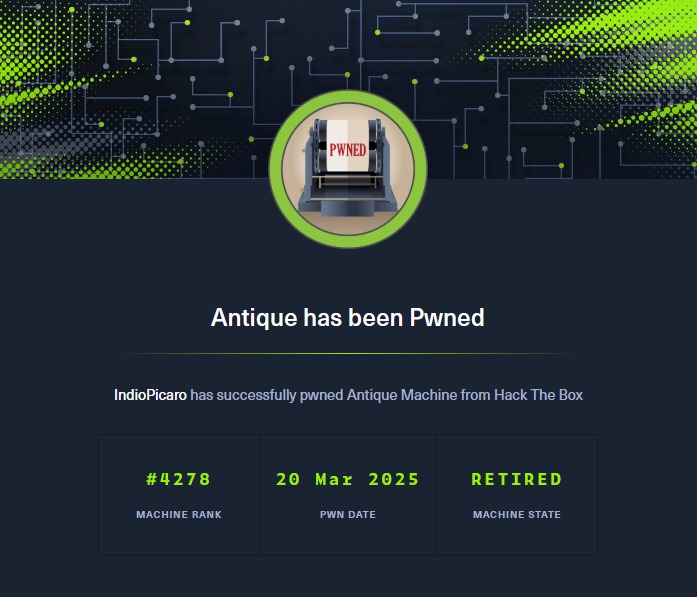 PWNED
Antique has been Pwned
IndioPicaro has successfully pwned Antique Machine from Hack The Box
#4278 20 Mar 2025 RETIRED
MACHINE RANK PWN DATE MACHINE STATE